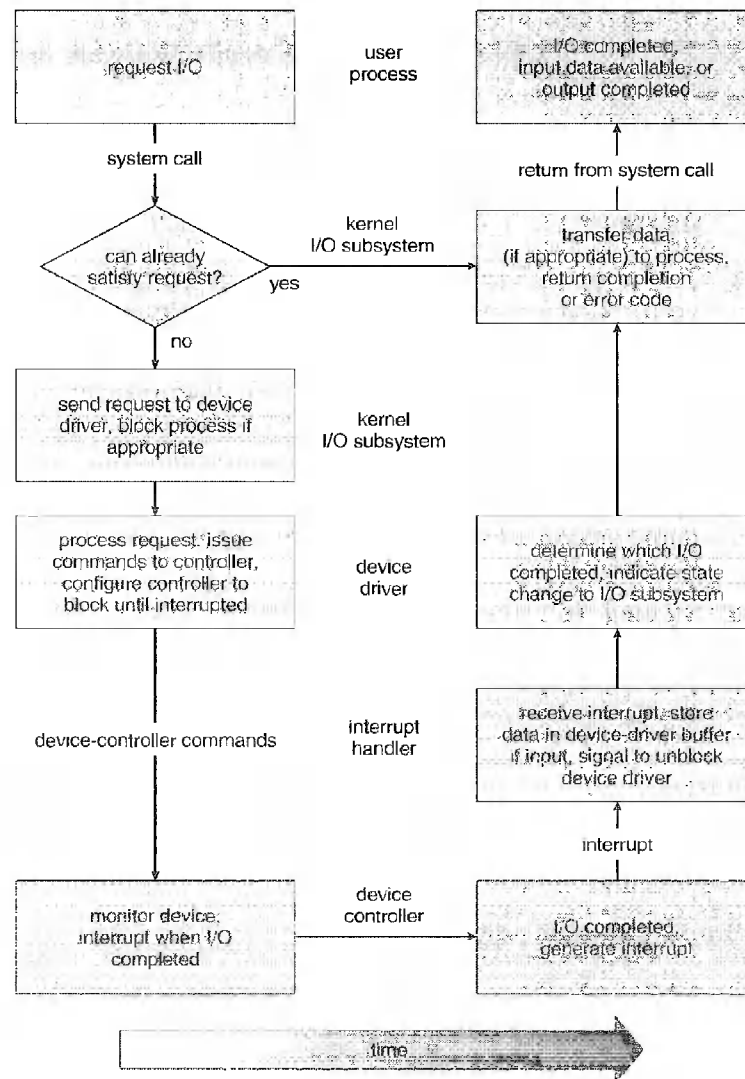 request I/O
user
process
I/O completed,
input data available, or
output completed
system call
return from system call
can already
satisfy request?
kernel
I/O subsystem
yes
transfer data
(if appropriate) to process,
return completion
or error code
no
send request to device
driver, block process if
appropriate
kernel
I/O subsystem
process request, issue
commands to controller,
configure controller to
block until interrupted
device
driver
determine which I/O
completed, indicate state
change to I/O subsystem
device-controller commands
interrupt
handler
receive interrupt, store
data in device-driver buffer
if input, signal to unblock
device driver
interrupt
monitor device,
interrupt when I/O
completed
device
controller
I/O completed,
generate interrupt
time